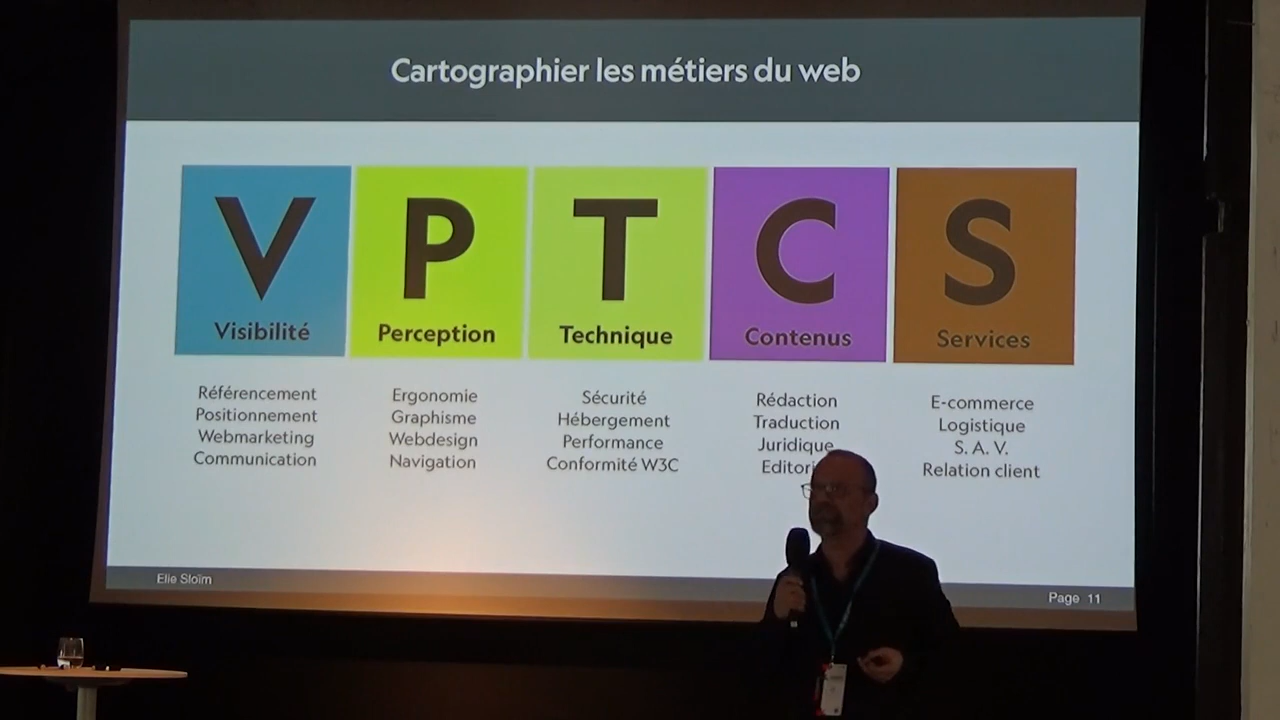 Cartographier les métiers du web
V P T C S
Visibilité Perception Technique Contenus Services
Référencement Ergonomie Sécurité Rédaction E-commerce
Positionnement Graphisme Hébergement Traduction Logistique
Webmarketing Webdesign Performance Juridique S. A. V.
Communication Navigation Conformité W3C Relation client
Elie Sloïm
Page 11